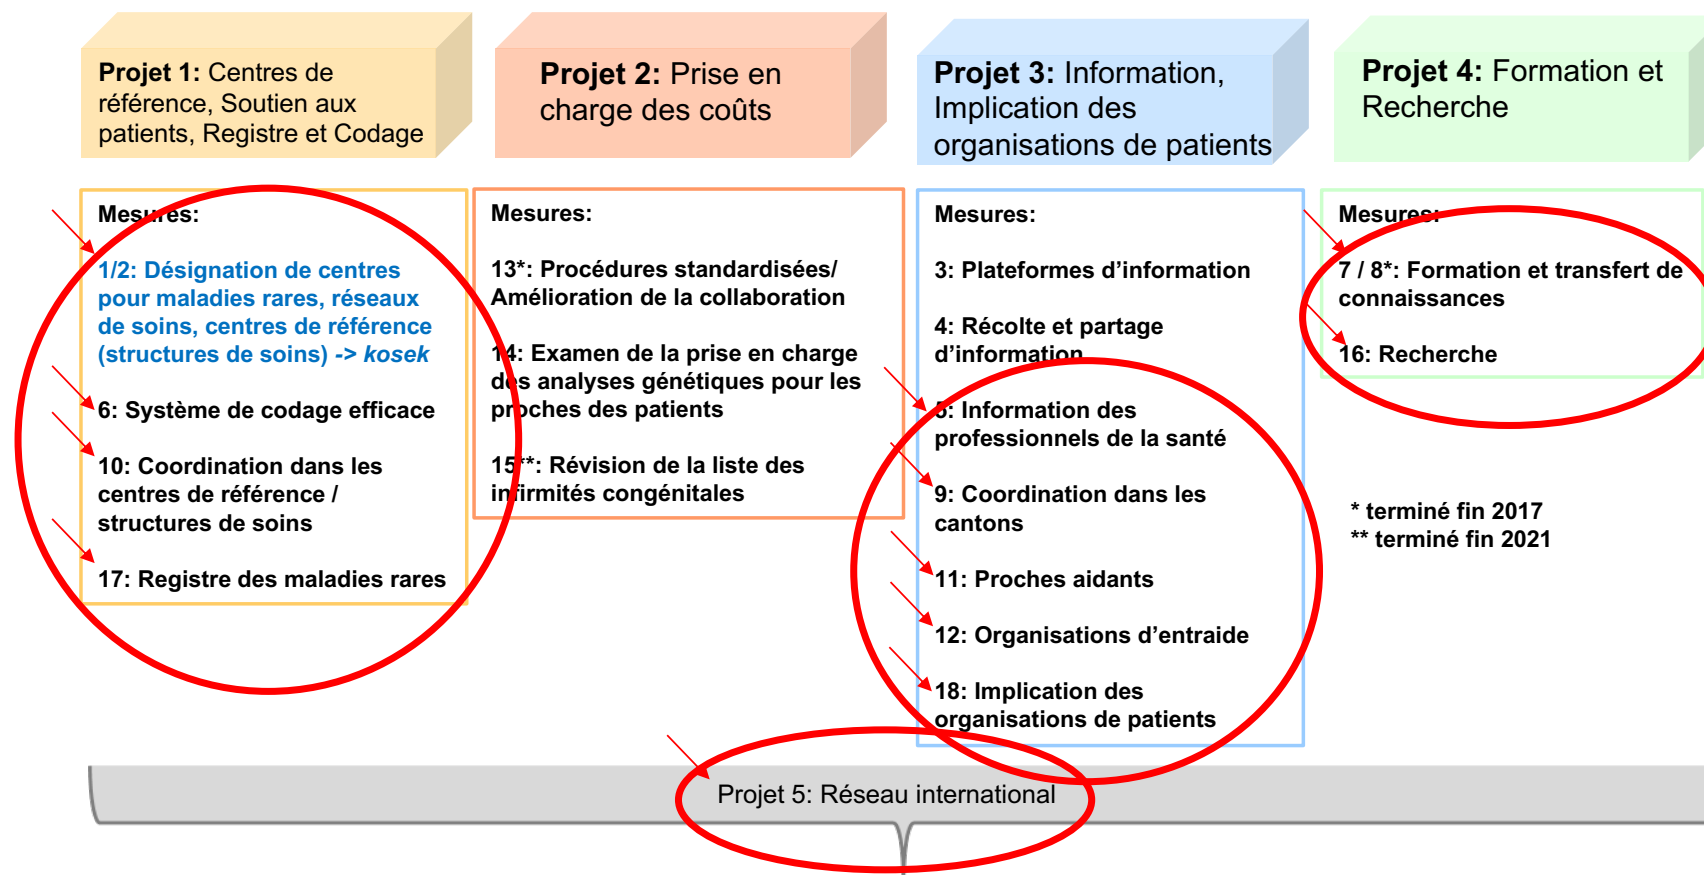 Projet 1: Centres de
référence, Soutien aux
patients, Registre et Codage
Projet 2: Prise en
charge des coûts
Projet 3: Information,
Implication des
organisations de patients
Projet 4: Formation et
Recherche
Mesures:
1/2: Désignation de centres
pour maladies rares, réseaux
de soins, centres de référence
(structures de soins) -> kosek
6: Système de codage efficace
10: Coordination dans les
centres de référence /
structures de soins
17: Registre des maladies rares
Mesures:
13*: Procédures standardisées/
Amélioration de la collaboration
14: Examen de la prise en charge
des analyses génétiques pour les
proches des patients
15**: Révision de la liste des
infirmités congénitales
Mesures:
3: Plateformes d'information
4: Récolte et partage
d'information
5: Information des
professionnels de la santé
9: Coordination dans les
cantons
11: Proches aidants
12: Organisations d'entraide
18: Implication des
organisations de patients
Mesures:
7 / 8*: Formation et transfert de
connaissances
16: Recherche
* terminé fin 2017
** terminé fin 2021
Projet 5: Réseau international